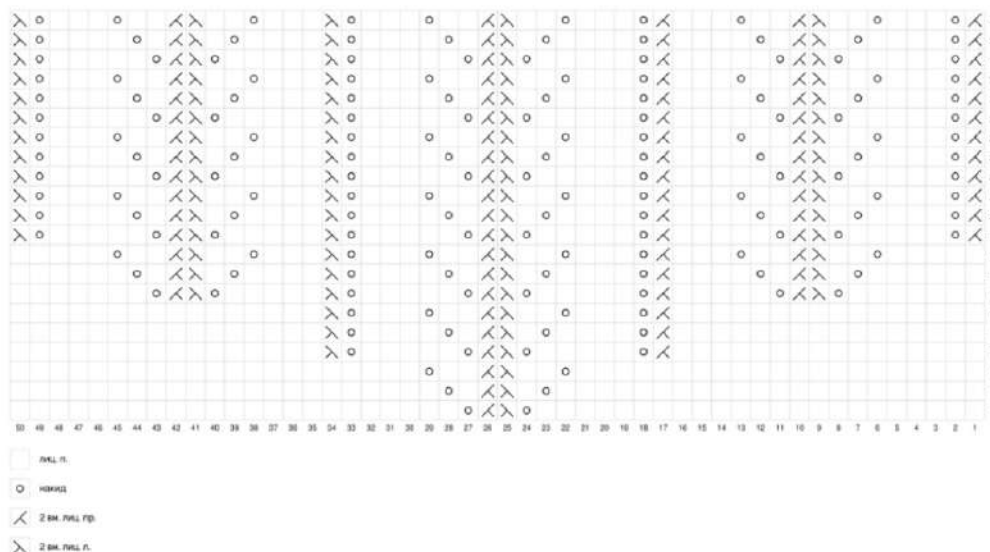 50 49 48 47 46 45 44 43 42 41 40 39 38 37 36 35 34 33 32 31 30 29 28 27 26 25 24 23 22 21 20 19 18 17 16 15 14 13 12 11 10 9 8 7 6 5 4 3 2 1
лиц. п.
накид
2 вм. лиц. пр.
2 вм. лиц. л.